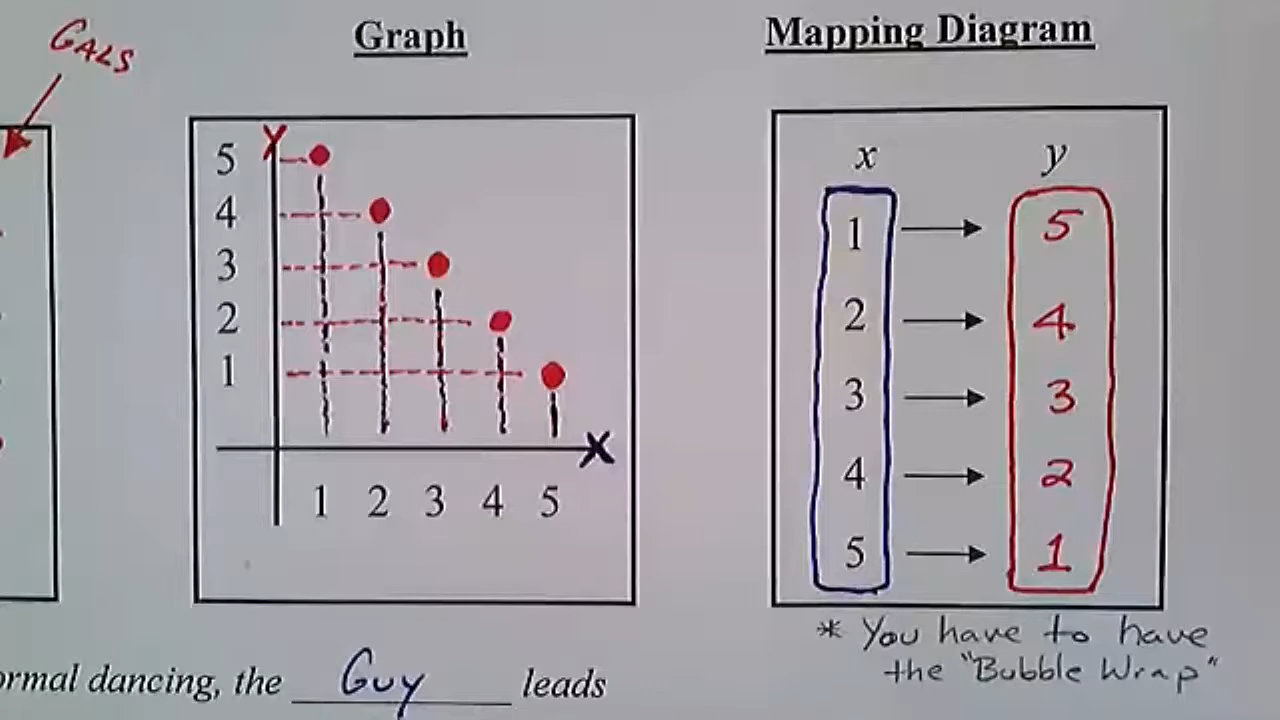 GALS
Graph
Mapping Diagram
Y
5
4
3
2
1
X
1 2 3 4 5
x y
1 5
2 4
3 3
4 2
5 1
* You have to have
the "Bubble Wrap"
ormal dancing, the Guy leads